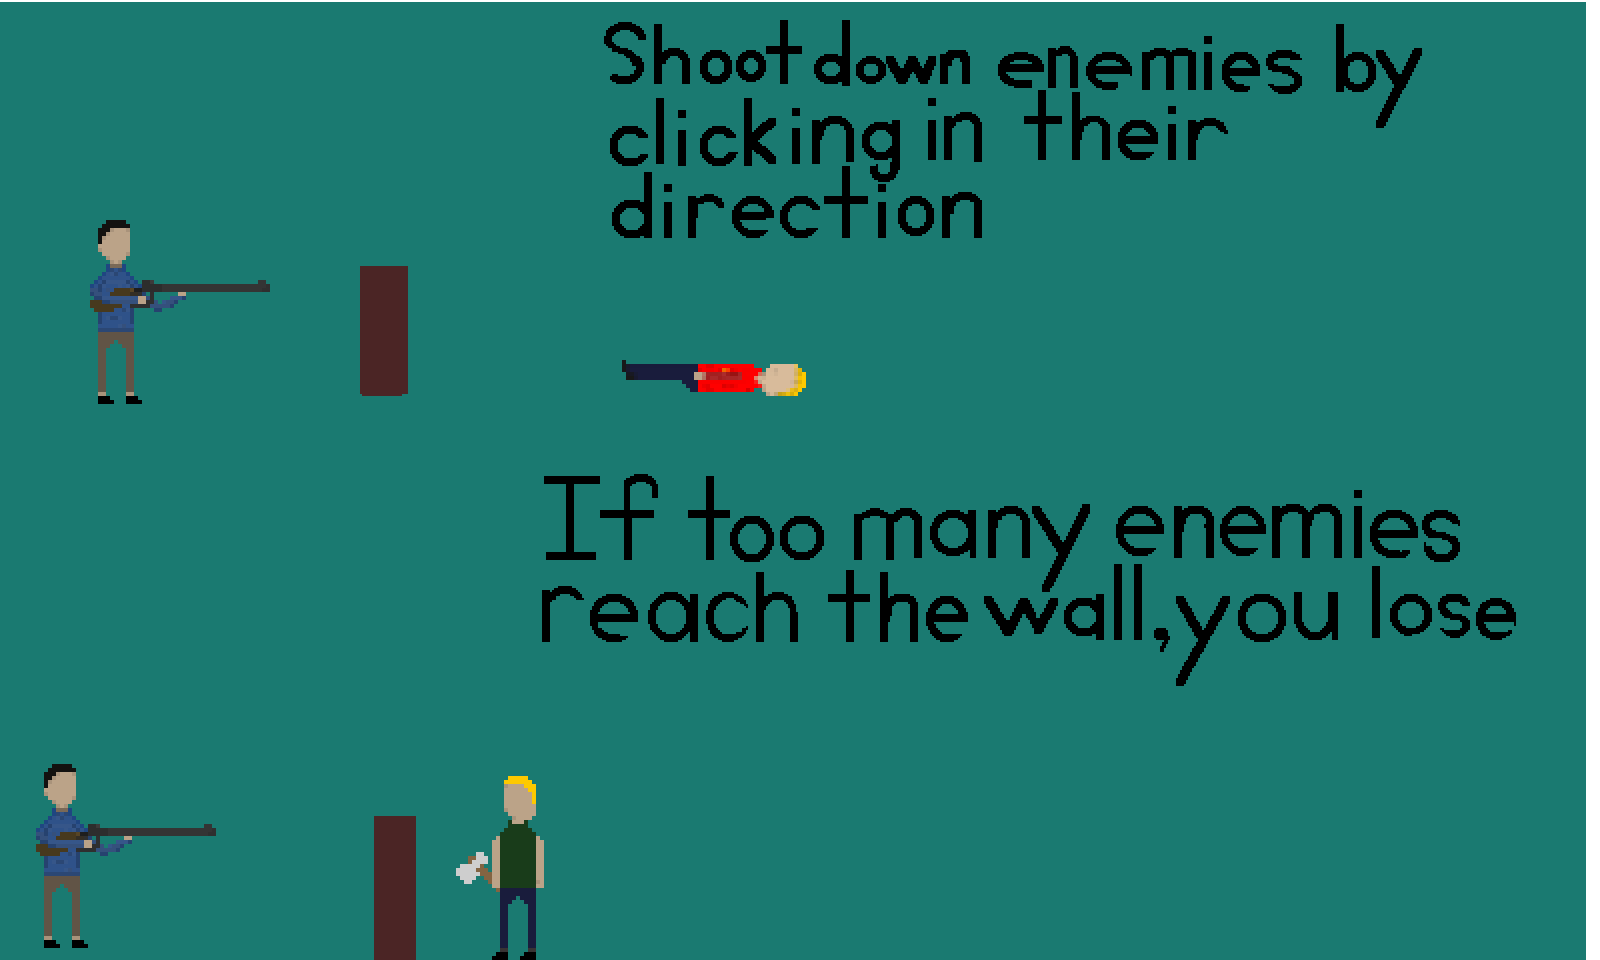 Shoot down enemies by
clicking in their
direction
If too many enemies
reach the wall,you lose